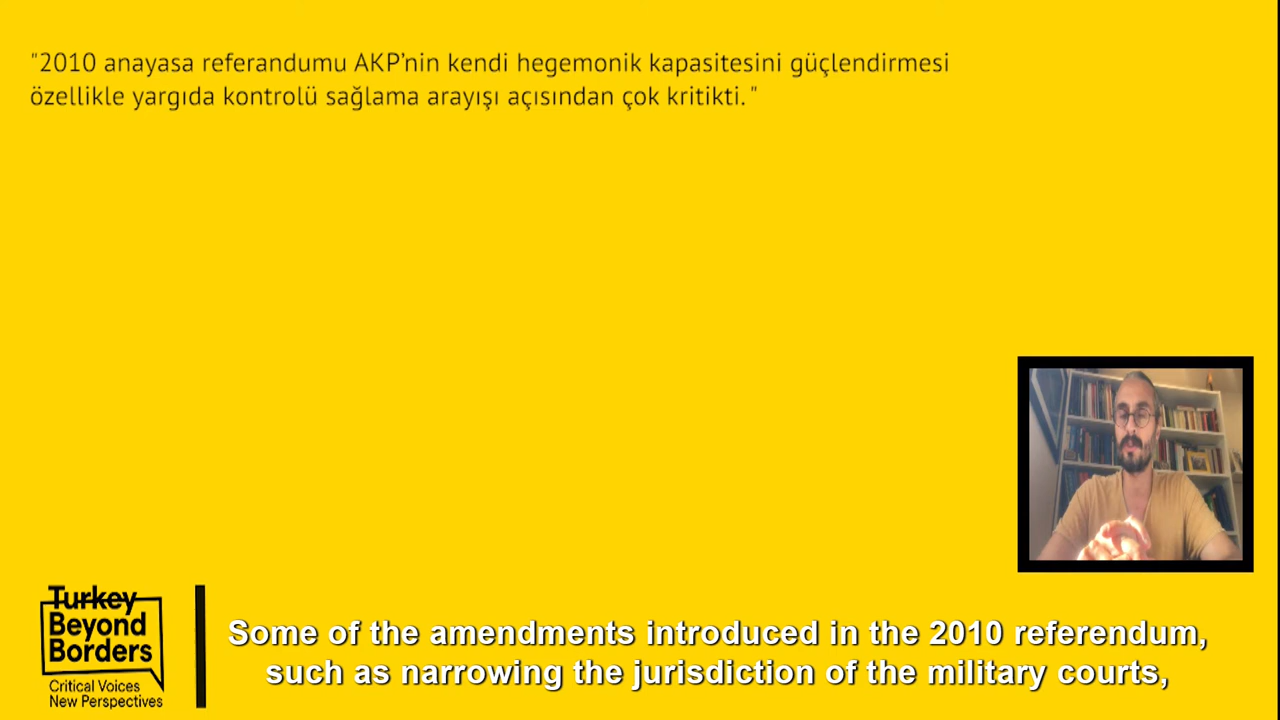 "2010 anayasa referandumu AKP’nin kendi hegemonik kapasitesini güçlendirmesi
özellikle yargıda kontrolü sağlama arayışı açısından çok kritikti. "
Turkey
Beyond
Borders
Critical Voices
New Perspectives
Some of the amendments introduced in the 2010 referendum,
such as narrowing the jurisdiction of the military courts,